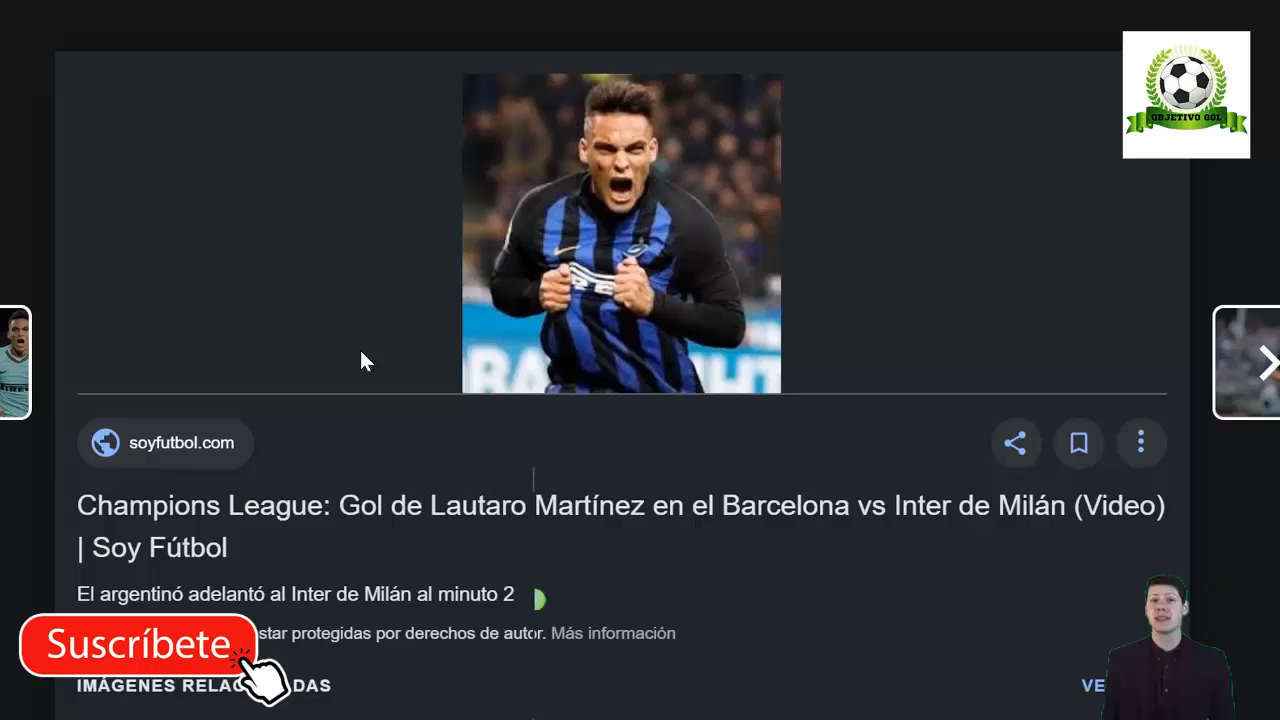 OBJETIVO GOL
soyfutbol.com
Champions League: Gol de Lautaro Martínez en el Barcelona vs Inter de Milán (Video)
| Soy Fútbol
El argentinó adelantó al Inter de Milán al minuto 2
star protegidas por derechos de autor. Más información
Suscríbete
IMÁGENES RELAC DAS
VE